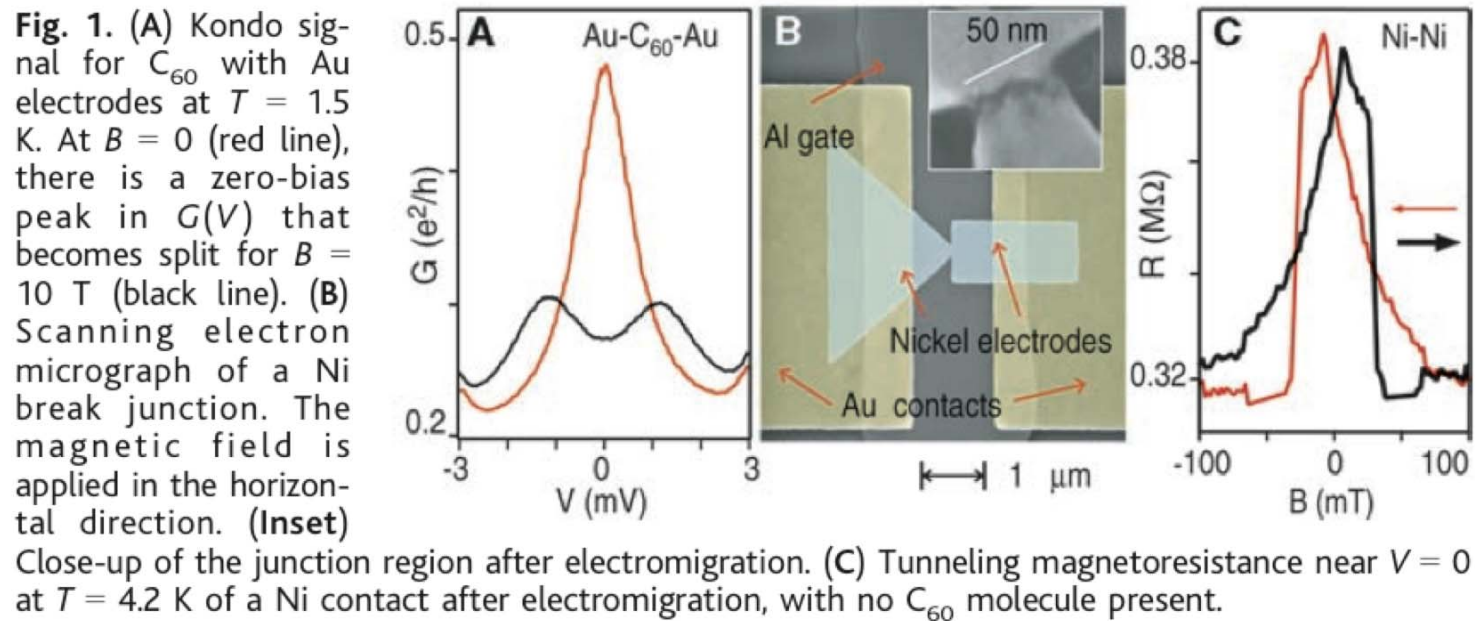 Fig. 1. (A) Kondo sig-
nal for C60 with Au
electrodes at T = 1.5
K. At B = 0 (red line),
there is a zero-bias
peak in G(V) that
becomes split for B =
10 T (black line). (B)
Scanning electron
micrograph of a Ni
break junction. The
magnetic field is
applied in the horizon-
tal direction. (Inset)
Close-up of the junction region after electromigration. (C) Tunneling magnetoresistance near V = 0
at T = 4.2 K of a Ni contact after electromigration, with no C60 molecule present.
A
Au-C60-Au
0.5
G (e²/h)
0.2
-3
0
3
V (mV)
B
50 nm
Al gate
Nickel electrodes
Au contacts
1 μm
C
Ni-Ni
0.38
R (MΩ)
0.32
-100
0
100
B (mT)